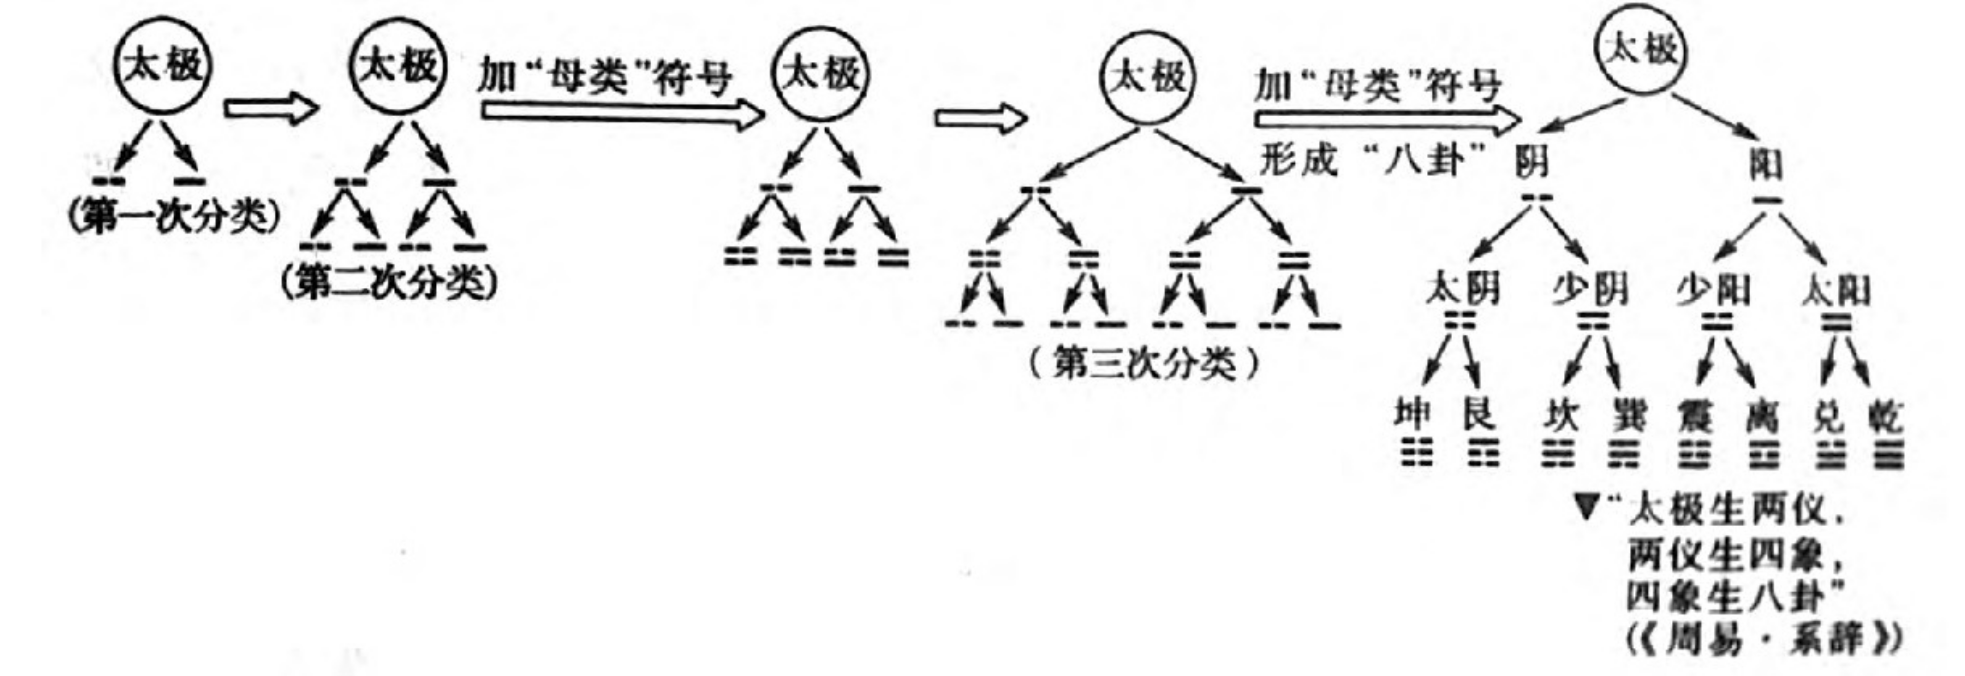 太极
(第一次分类)
太极
(第二次分类)
加“母类”符号
太极
太极
(第三次分类)
加“母类”符号
形成“八卦”
太极
阴 阳
太阴 少阴 少阳 太阳
坤 艮 坎 巽 震 离 兑 乾
▼“太极生两仪,
两仪生四象,
四象生八卦”
(《周易·系辞》)